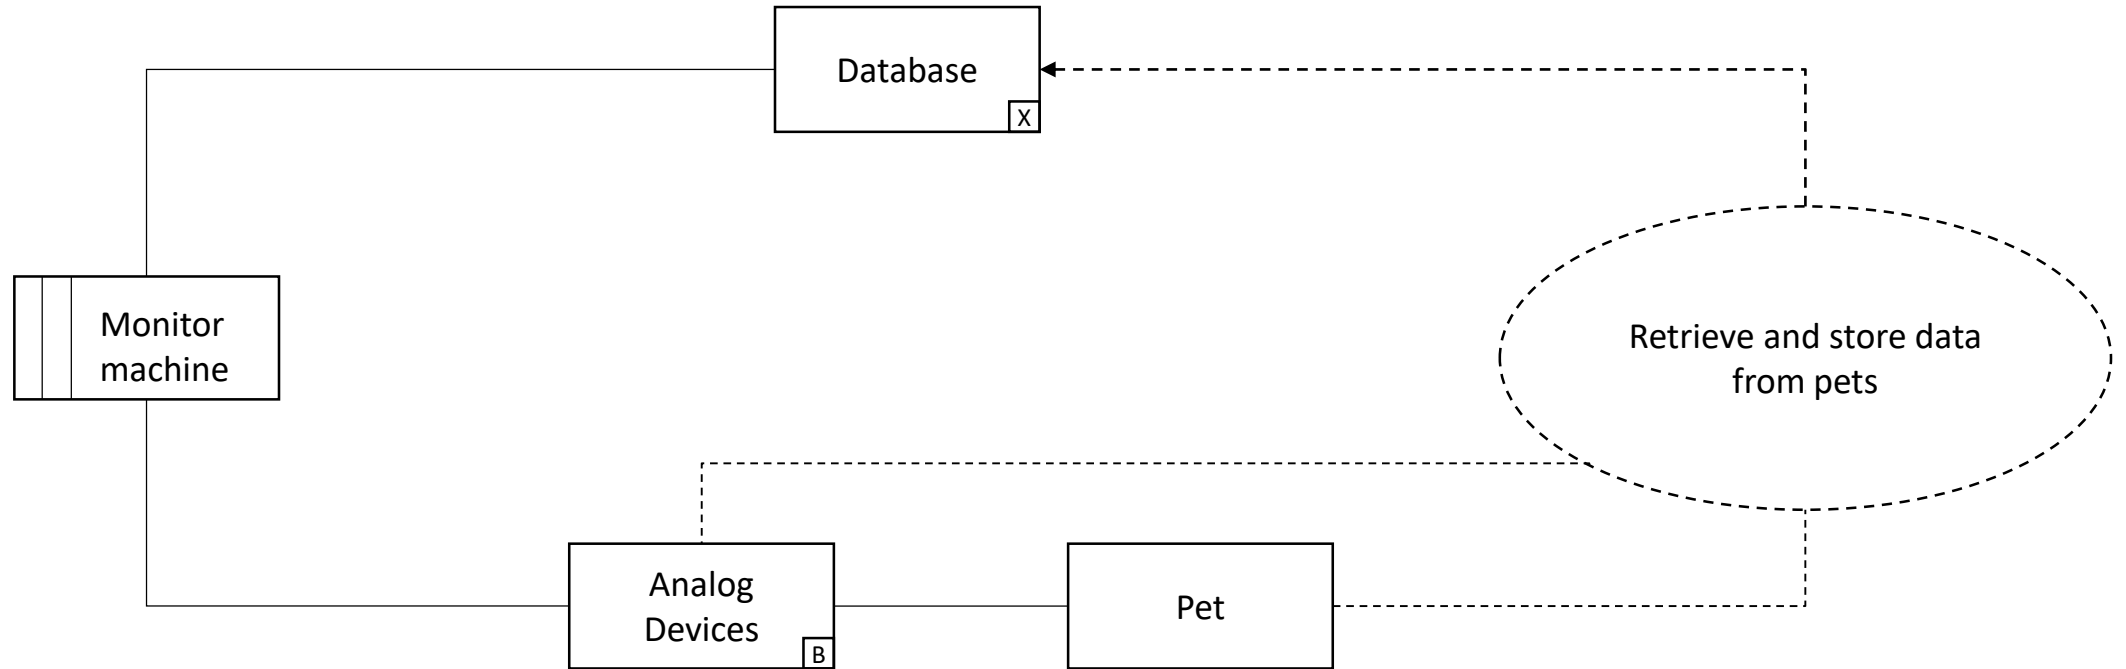 Database
X
Monitor
machine
Retrieve and store data
from pets
Analog
Devices
B
Pet